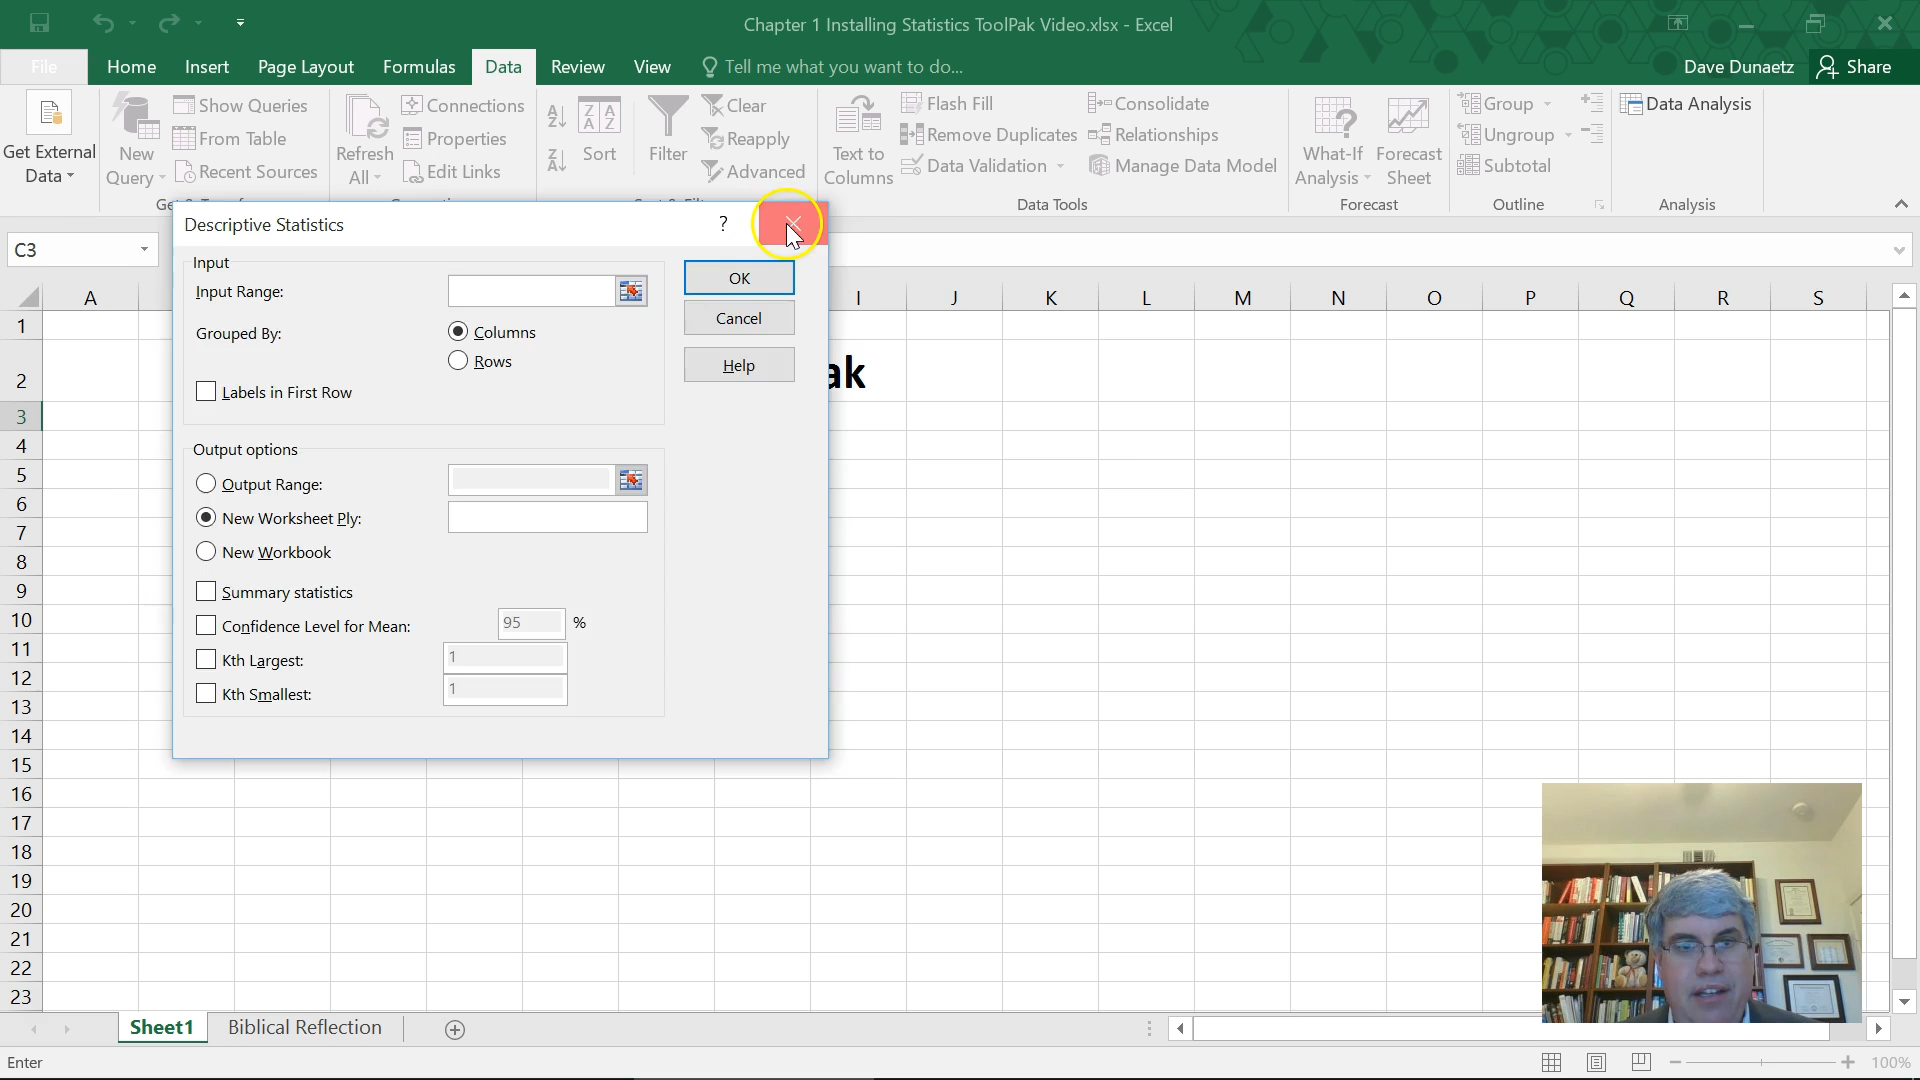 Chapter 1 Installing Statistics ToolPak Video.xlsx - Excel
File Home Insert Page Layout Formulas Data Review View Tell me what you want to do... Dave Dunaetz Share
Get External Data
New Query
Show Queries
From Table
Recent Sources
Refresh All
Connections
Properties
Edit Links
Sort
Filter
Clear
Reapply
Advanced
Text to Columns
Flash Fill
Remove Duplicates
Data Validation
Consolidate
Relationships
Manage Data Model
Data Tools
What-If Analysis
Forecast Sheet
Forecast
Group
Ungroup
Subtotal
Outline
Data Analysis
Analysis
C3
Descriptive Statistics ?
Input
Input Range:
Grouped By:
Columns
Rows
Labels in First Row
OK
Cancel
Help
Output options
Output Range:
New Worksheet Ply:
New Workbook
Summary statistics
Confidence Level for Mean: 95 %
Kth Largest: 1
Kth Smallest: 1
A I J K L M N O P Q R S
1
2 ak
3
4
5
6
7
8
9
10
11
12
13
14
15
16
17
18
19
20
21
22
23
Sheet1 Biblical Reflection
Enter 100%